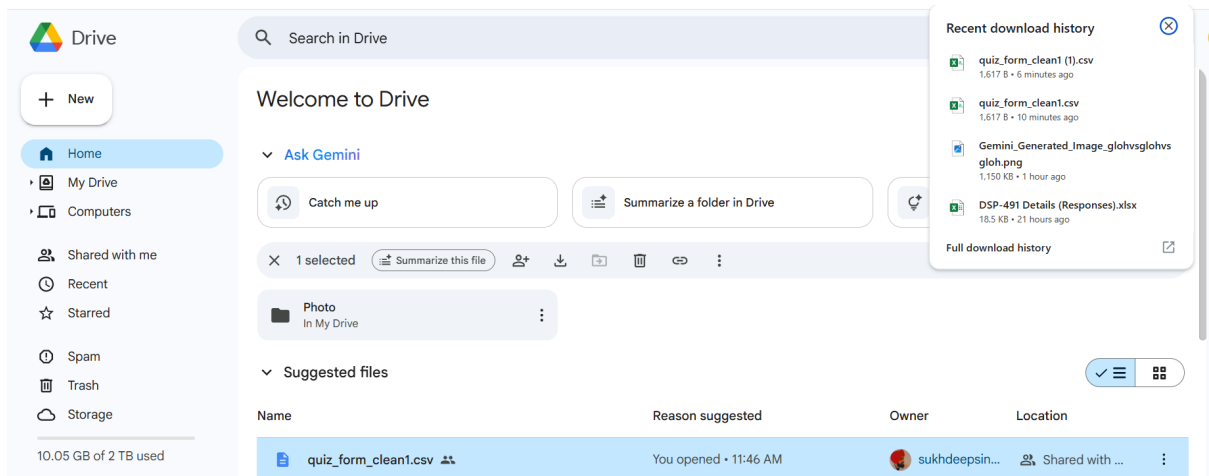 Drive
Search in Drive
New
Home
My Drive
Computers
Shared with me
Recent
Starred
Spam
Trash
Storage
10.05 GB of 2 TB used
Welcome to Drive
Ask Gemini
Catch me up
Summarize a folder in Drive
1 selected
Summarize this file
Photo
In My Drive
Suggested files
Name Reason suggested Owner Location
quiz_form_clean1.csv You opened • 11:46 AM sukhdeepsin... Shared with ...
Recent download history
quiz_form_clean1 (1).csv
1,617 B • 6 minutes ago
quiz_form_clean1.csv
1,617 B • 10 minutes ago
Gemini_Generated_Image_glohvsglohvs
gloh.png
1,150 KB • 1 hour ago
DSP-491 Details (Responses).xlsx
18.5 KB • 21 hours ago
Full download history